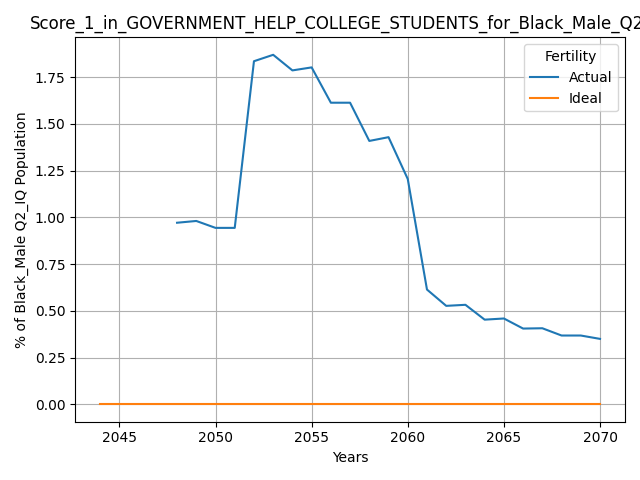 Score_1_in_GOVERNMENT_HELP_COLLEGE_STUDENTS_for_Black_Male_Q2
Fertility
Actual
Ideal
% of Black_Male Q2_IQ Population
1.75
1.50
1.25
1.00
0.75
0.50
0.25
0.00
2045 2050 2055 2060 2065 2070
Years